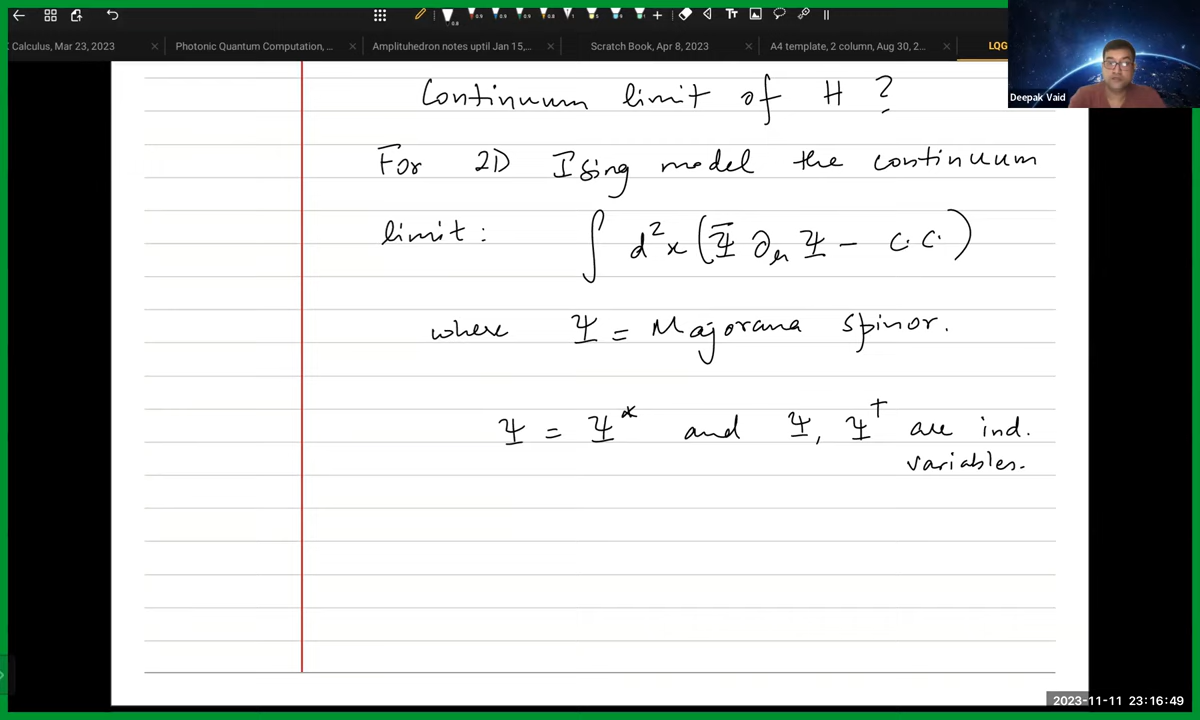 Calculus, Mar 23, 2023
Photonic Quantum Computation, ...
Amplituhedron notes uptil Jan 15,...
Scratch Book, Apr 8, 2023
A4 template, 2 column, Aug 30, 2...
LQG
Deepak Vaid
Continuum limit of H ?
For 2D Ising model the continuum
limit : ∫ d²x ( Ψ̄ ∂μ Ψ – c.c. )
where Ψ = Majorana spinor.
Ψ = Ψ* and Ψ, Ψ† are ind.
variables.
2023-11-11 23:16:49